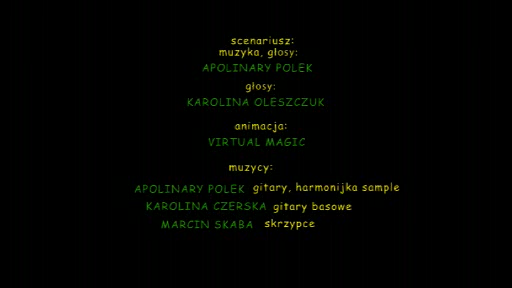 scenariusz:
muzyka, głosy:
APOLINARY POLEK
głosy:
KAROLINA OLESZCZUK
animacja:
VIRTUAL MAGIC
muzycy:
APOLINARY POLEK gitary, harmonijka sample
KAROLINA CZERSKA gitary basowe
MARCIN SKABA skrzypce